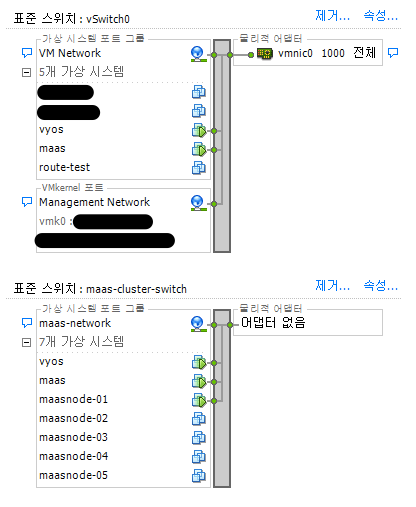 표준 스위치 : vSwitch0 제거... 속성...
가상 시스템 포트 그룹
VM Network
물리적 어댑터
vmnic0 1000 전체
5개 가상 시스템
vyos
maas
route-test
VMkernel 포트
Management Network
vmk0 :
표준 스위치 : maas-cluster-switch 제거... 속성...
가상 시스템 포트 그룹
maas-network
물리적 어댑터
어댑터 없음
7개 가상 시스템
vyos
maas
maasnode-01
maasnode-02
maasnode-03
maasnode-04
maasnode-05